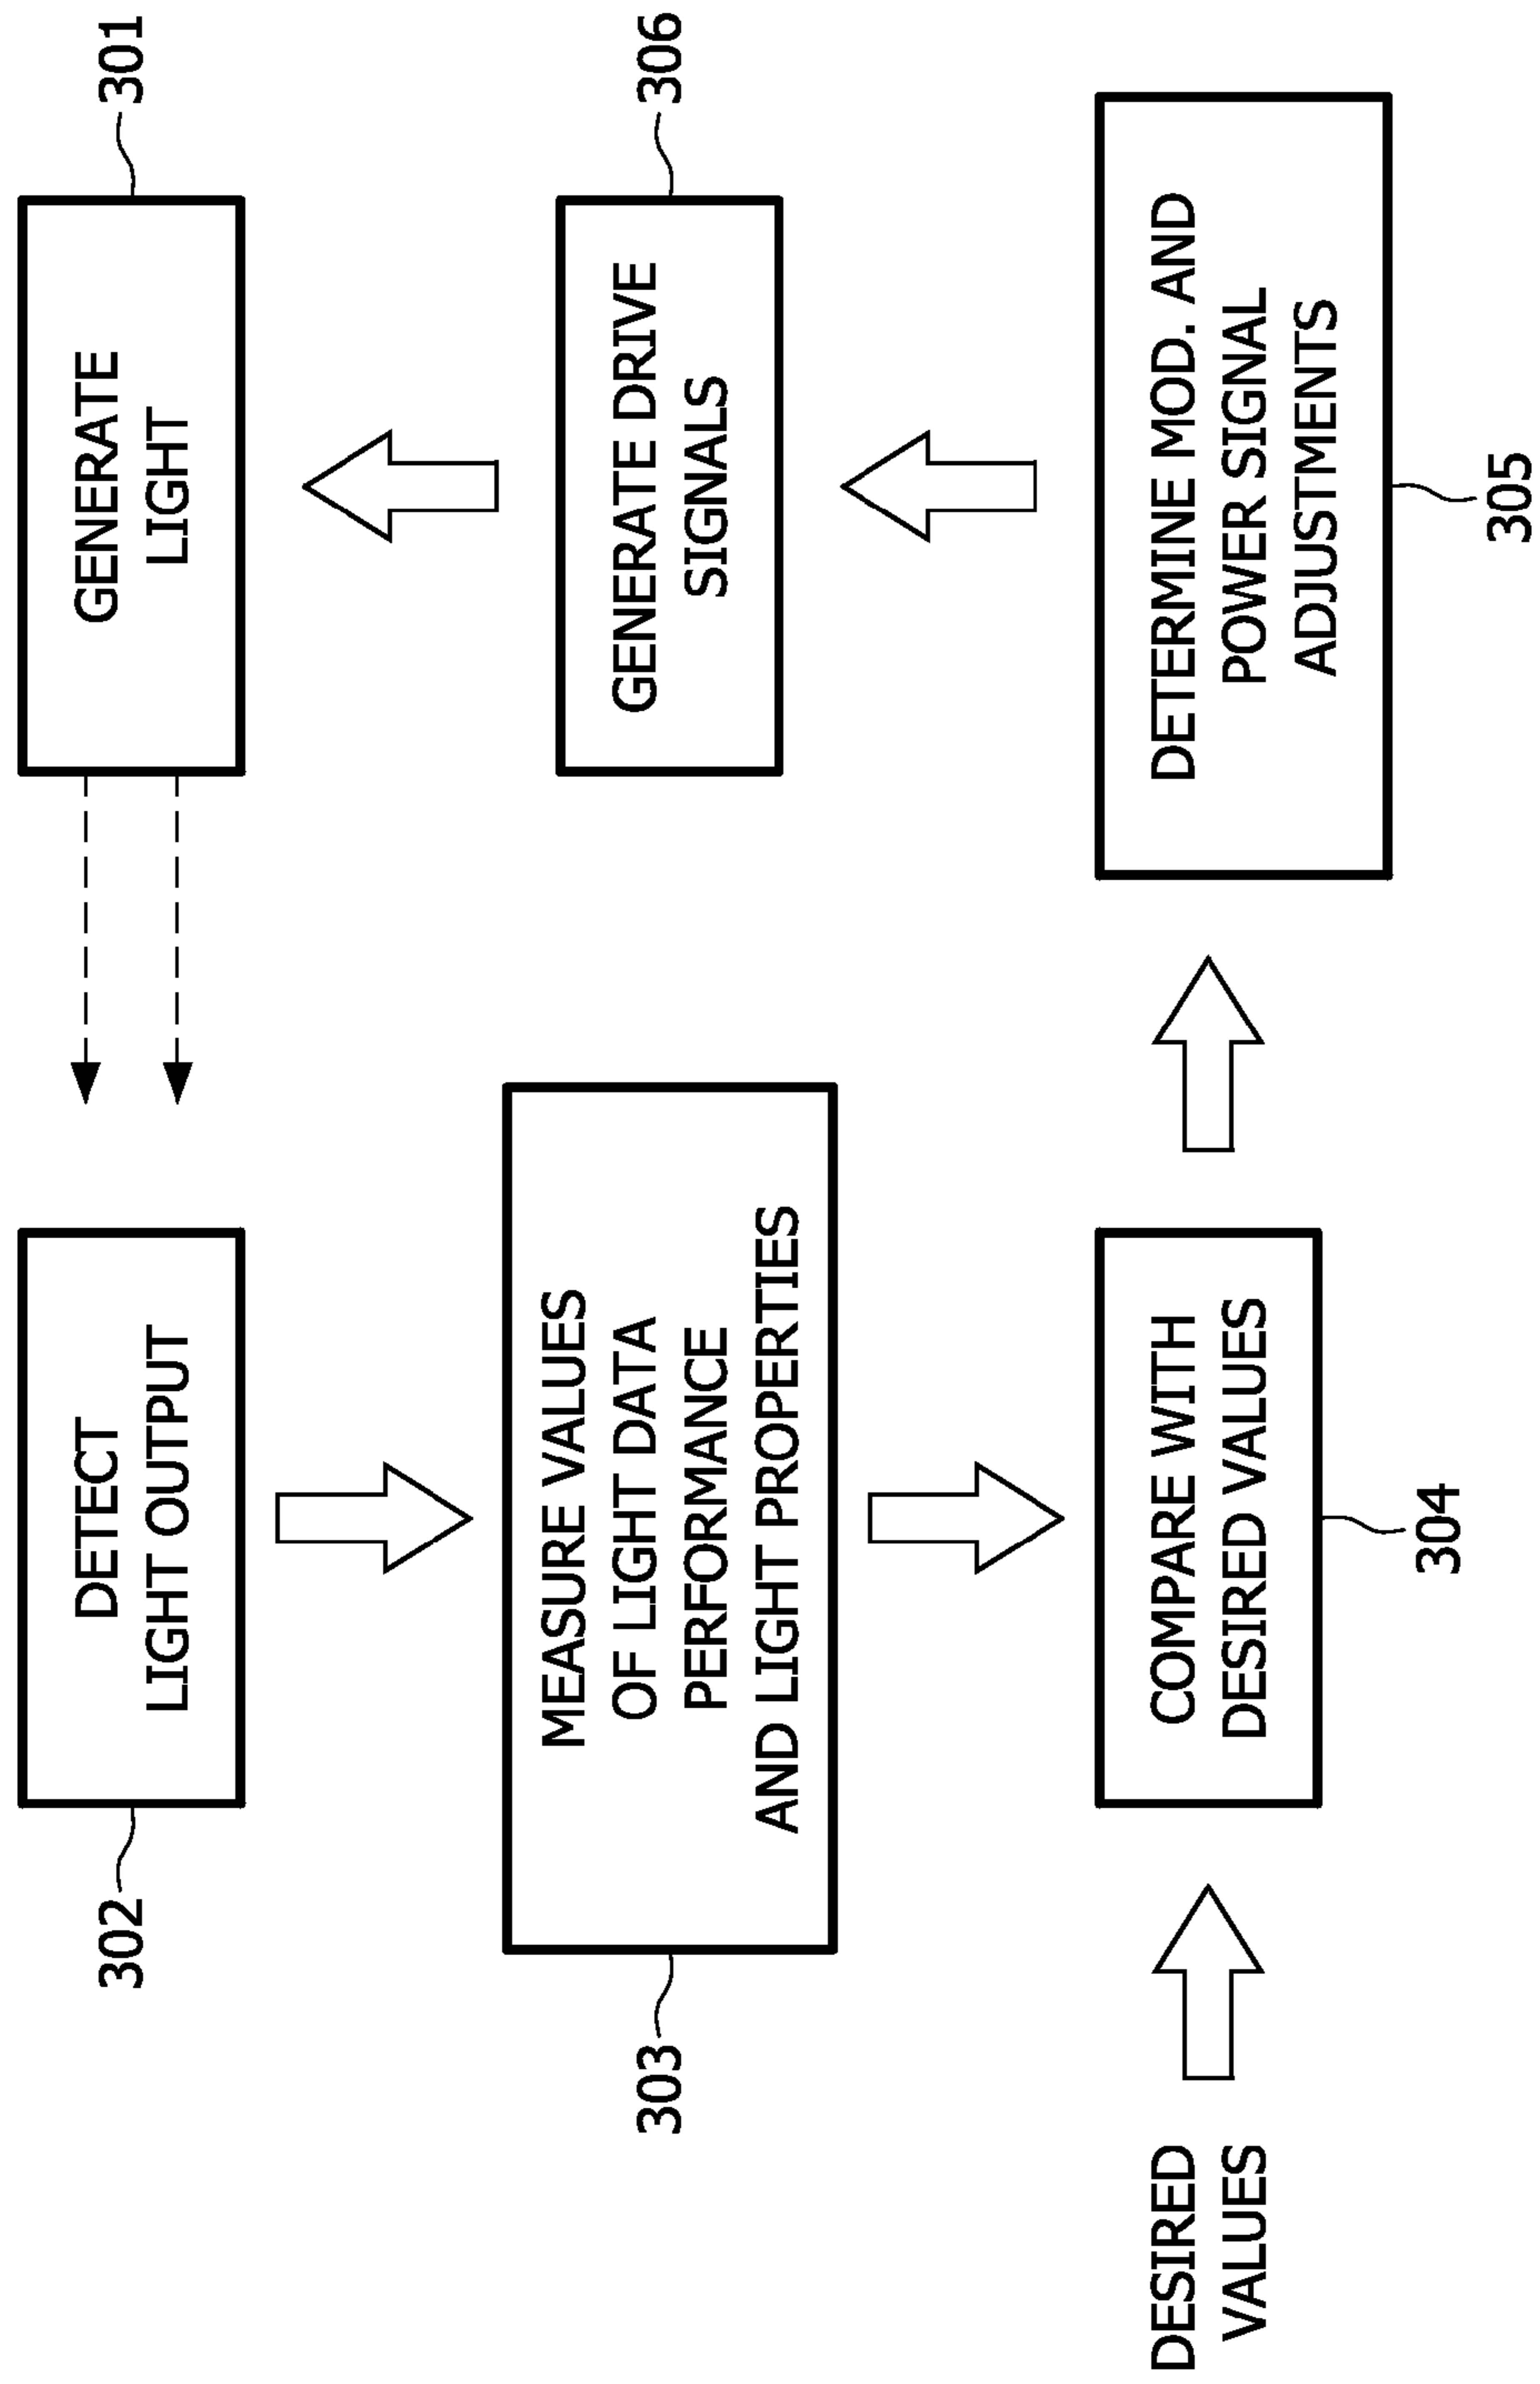 302
DETECT
LIGHT OUTPUT
GENERATE
LIGHT
301
303
MEASURE VALUES
OF LIGHT DATA
PERFORMANCE
AND LIGHT PROPERTIES
GENERATE DRIVE
SIGNALS
306
DESIRED
VALUES
COMPARE WITH
DESIRED VALUES
304
DETERMINE MOD. AND
POWER SIGNAL
ADJUSTMENTS
305